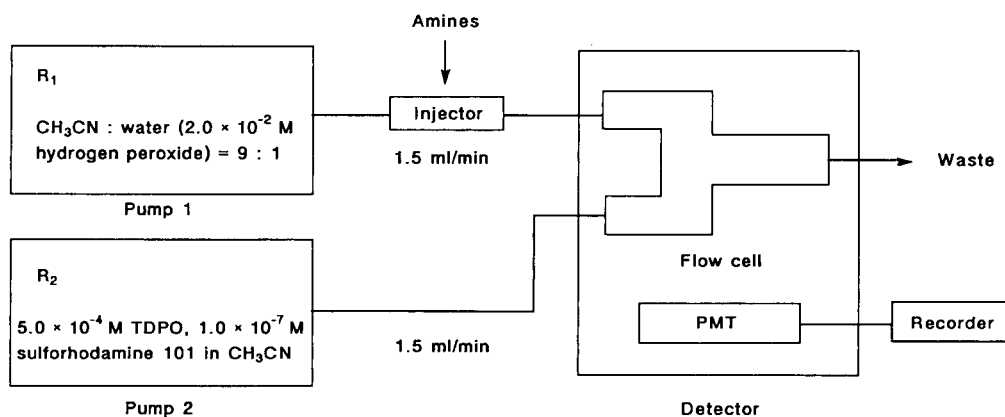 Amines
R₁
CH₃CN : water (2.0 × 10⁻² M
hydrogen peroxide) = 9 : 1
Pump 1
Injector
1.5 ml/min
R₂
5.0 × 10⁻⁴ M TDPO, 1.0 × 10⁻⁷ M
sulforhodamine 101 in CH₃CN
Pump 2
1.5 ml/min
Flow cell
PMT
Detector
Waste
Recorder